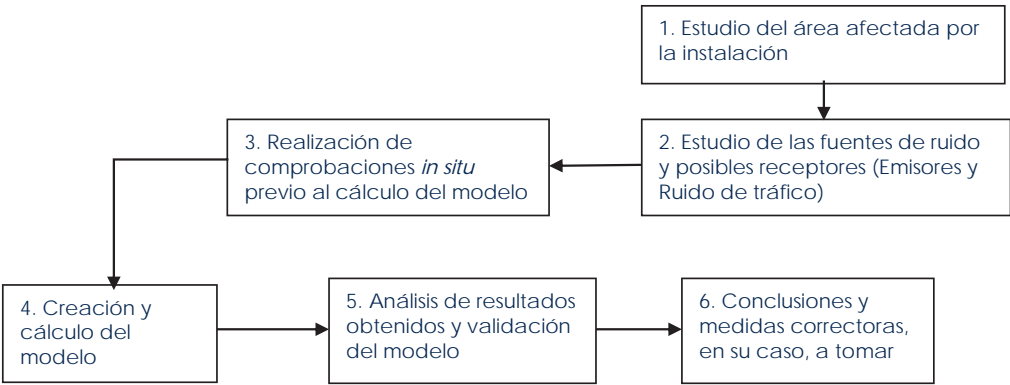 1. Estudio del área afectada por
la instalación
2. Estudio de las fuentes de ruido
y posibles receptores (Emisores y
Ruido de tráfico)
3. Realización de
comprobaciones in situ
previo al cálculo del modelo
4. Creación y
cálculo del
modelo
5. Análisis de resultados
obtenidos y validación
del modelo
6. Conclusiones y
medidas correctoras,
en su caso, a tomar